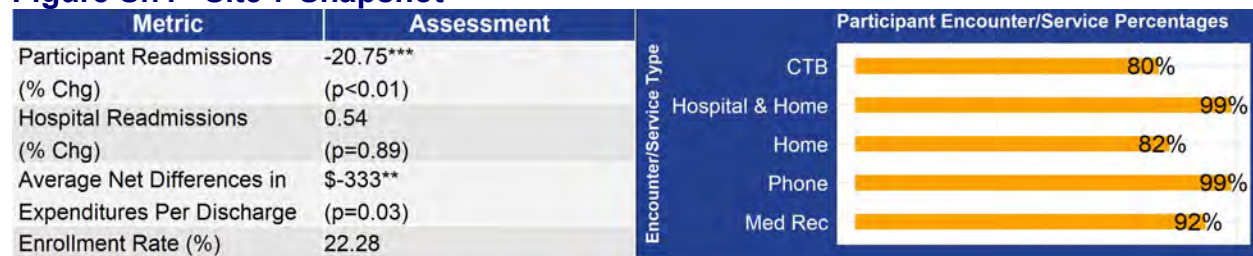 Metric Assessment
Participant Readmissions -20.75***
(% Chg) (p<0.01)
Hospital Readmissions 0.54
(% Chg) (p=0.89)
Average Net Differences in $-333**
Expenditures Per Discharge (p=0.03)
Enrollment Rate (%) 22.28
Participant Encounter/Service Percentages
Encounter/Service Type
CTB 80%
Hospital & Home 99%
Home 82%
Phone 99%
Med Rec 92%